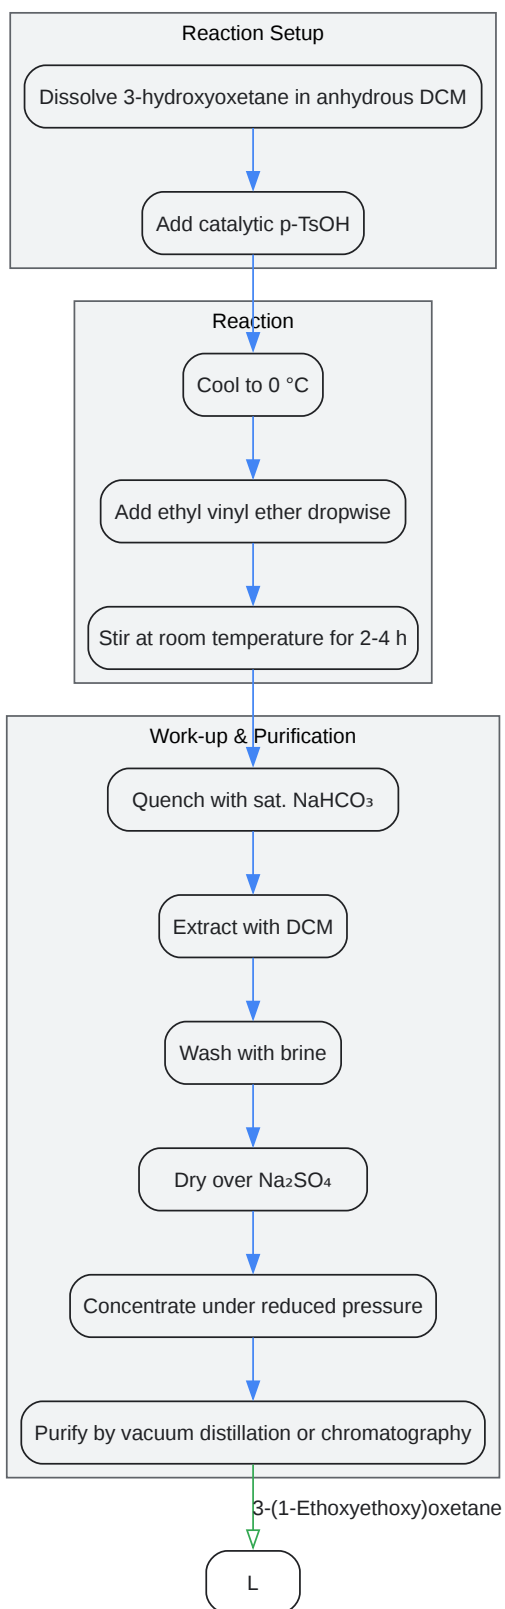 Reaction Setup
Dissolve 3-hydroxyoxetane in anhydrous DCM
Add catalytic p-TsOH
Reaction
Cool to 0 °C
Add ethyl vinyl ether dropwise
Stir at room temperature for 2-4 h
Work-up & Purification
Quench with sat. NaHCO₃
Extract with DCM
Wash with brine
Dry over Na₂SO₄
Concentrate under reduced pressure
Purify by vacuum distillation or chromatography
3-(1-Ethoxyethoxy)oxetane
L